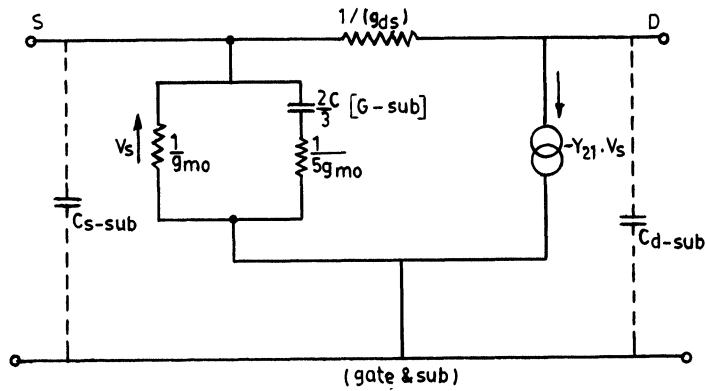 S
1/(gds)
D
2C/3 [G-sub]
Vs
1/gmo
1/5gmo
-Y21.Vs
Cs-sub
Cd-sub
(gate & sub)